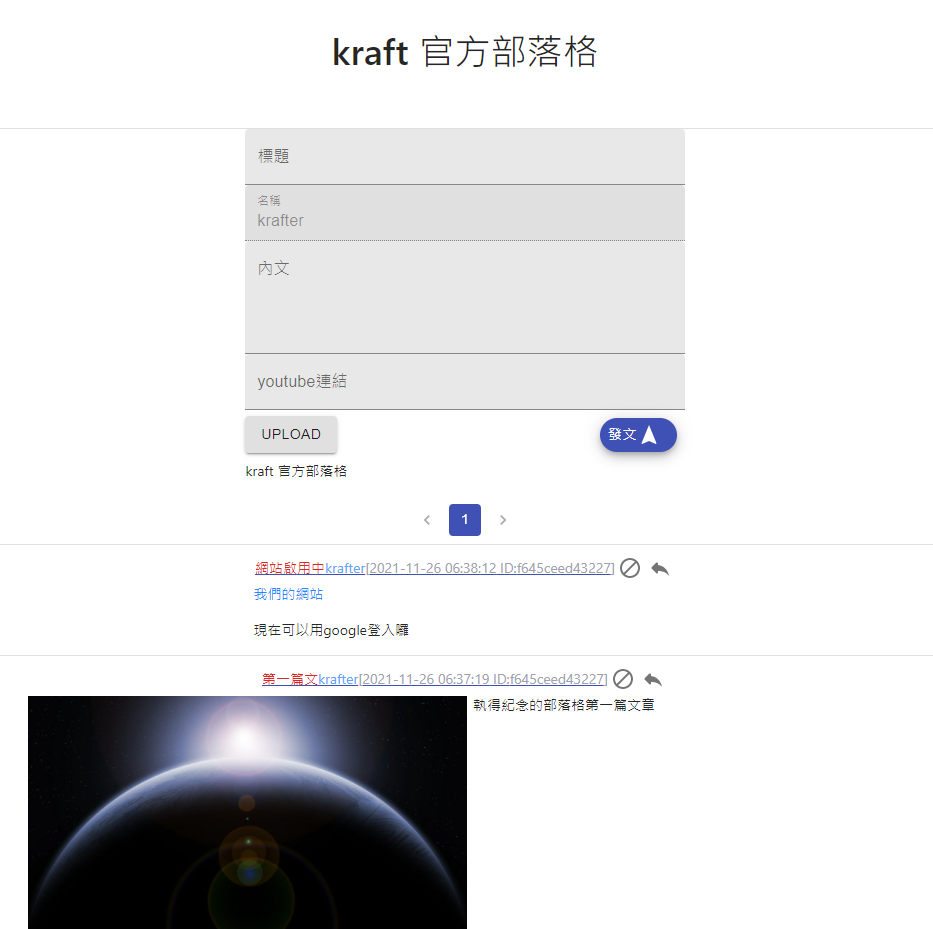 kraft 官方部落格
標題
名稱
krafter
內文
youtube連結
UPLOAD
發文
kraft 官方部落格
1
網站啟用中krafter[2021-11-26 06:38:12 ID:f645ceed43227]
我們的網站
現在可以用google登入囉
第一篇文krafter[2021-11-26 06:37:19 ID:f645ceed43227]
執得紀念的部落格第一篇文章